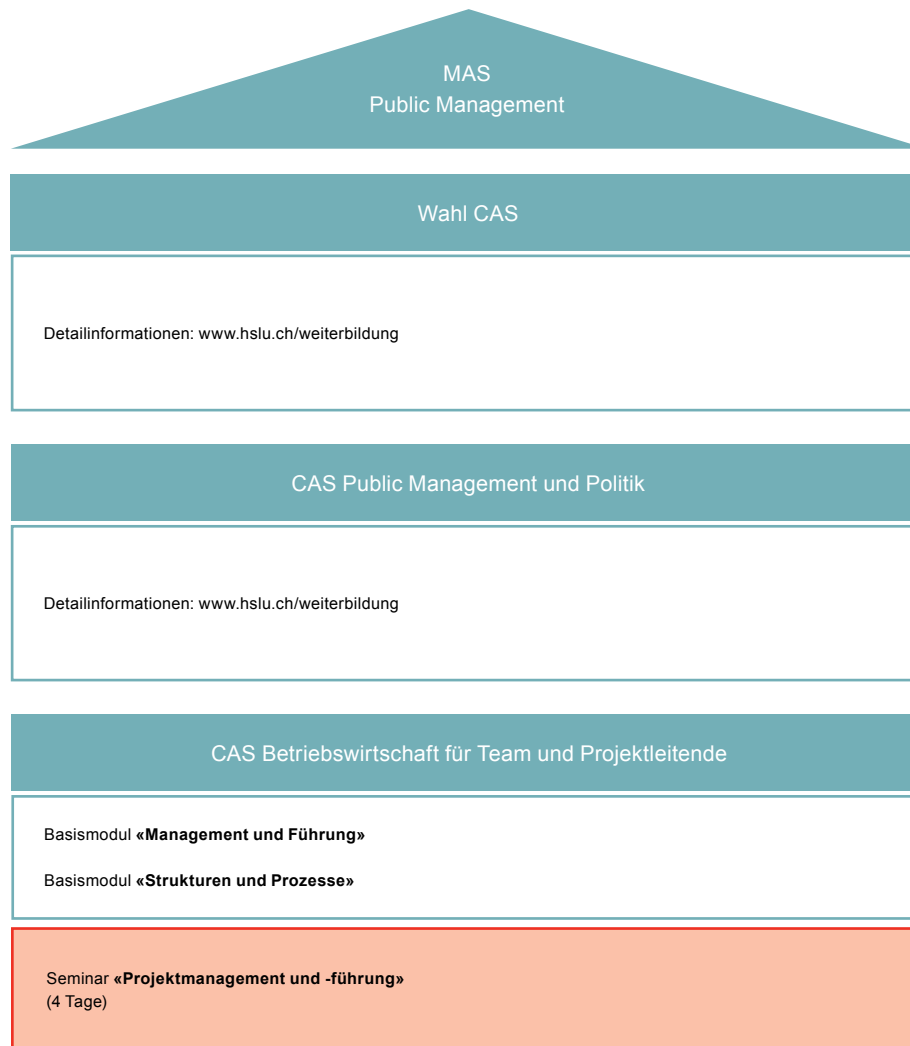 MAS
Public Management
Wahl CAS
Detailinformationen: www.hslu.ch/weiterbildung
CAS Public Management und Politik
Detailinformationen: www.hslu.ch/weiterbildung
CAS Betriebswirtschaft für Team und Projektleitende
Basismodul «Management und Führung»
Basismodul «Strukturen und Prozesse»
Seminar «Projektmanagement und -führung»
(4 Tage)